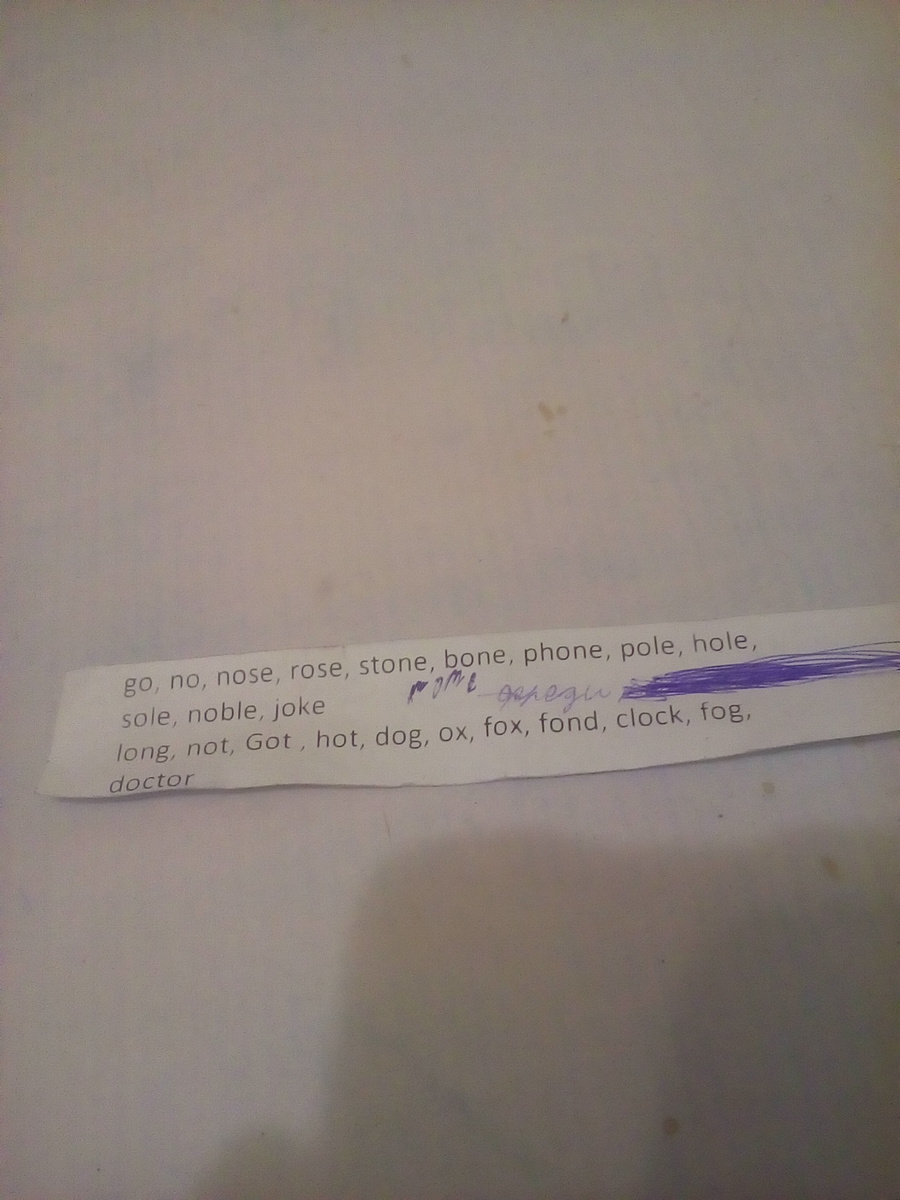 go, no, nose, rose, stone, bone, phone, pole, hole,
sole, noble, joke
long, not, Got , hot, dog, ox, fox, fond, clock, fog,
doctor